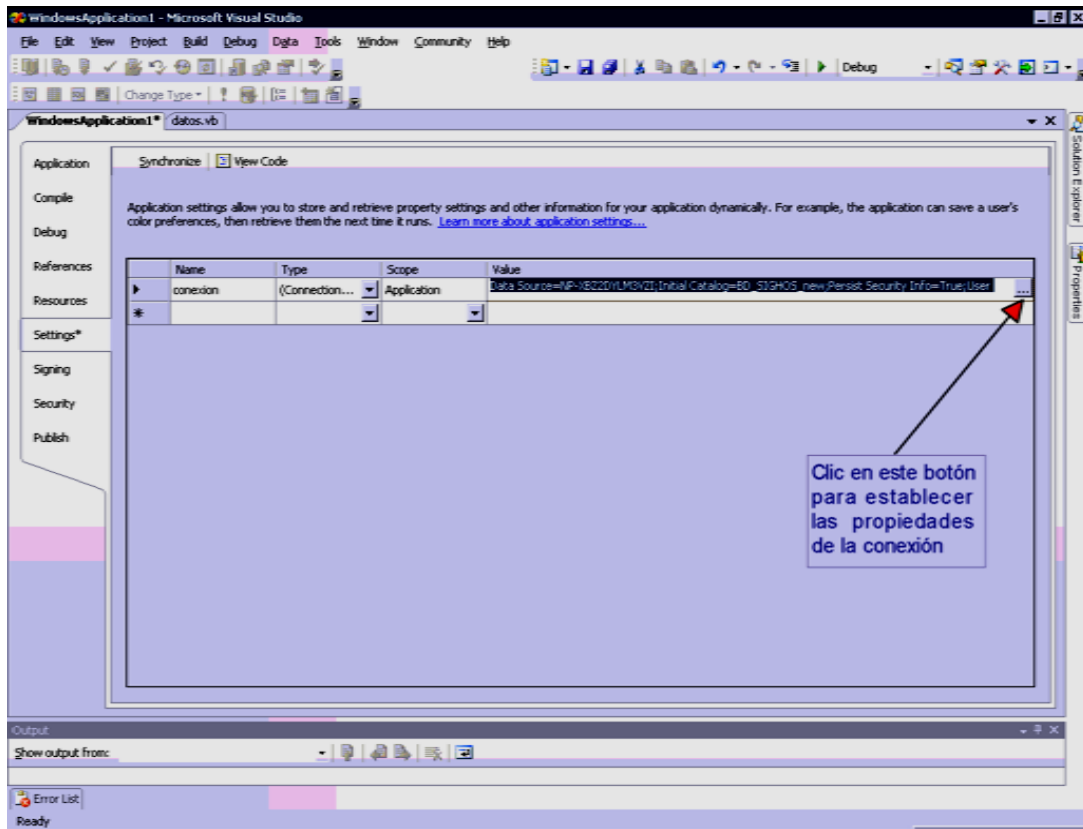 WindowsApplication1 - Microsoft Visual Studio
File Edit View Project Build Debug Data Tools Window Community Help
Debug
Change Type
WindowsApplication1* datos.vb
Solution Explorer
Properties
Application
Compile
Debug
References
Resources
Settings*
Signing
Security
Publish
Synchronize View Code
Application settings allow you to store and retrieve property settings and other information for your application dynamically. For example, the application can save a user's
color preferences, then retrieve them the next time it runs. Learn more about application settings...
Name Type Scope Value
conexion (Connection... Application Data Source=NP-XBZ2DYLM3VZI;Initial Catalog=BD_SIGHOS_new;Persist Security Info=True;User ...
Clic en este botón
para establecer
las propiedades
de la conexión
Output
Show output from:
Error List
Ready